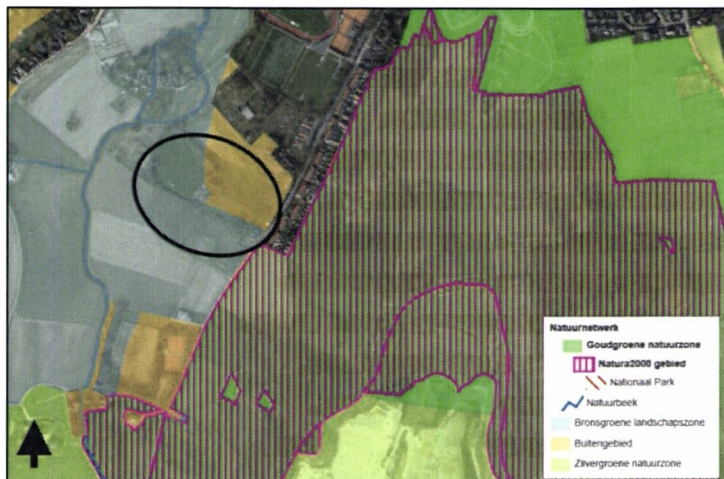 Natuurnetwerk
Goudgroene natuurzone
Natura2000 gebied
Nationaal Park
Natuurbeek
Bronsgroene landschapszone
Buitengebied
Zilvergroene natuurzone